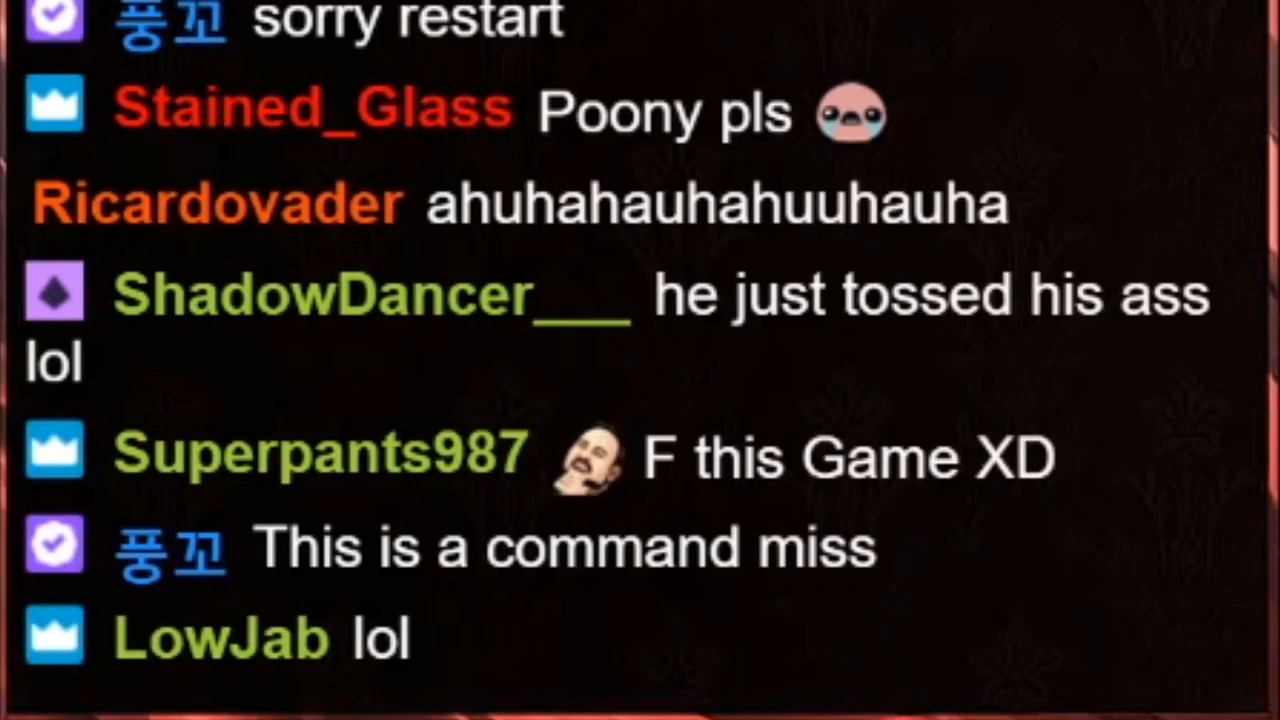 풍꼬 sorry restart
Stained_Glass Poony pls
Ricardovader ahuhahauhahuuhauha
ShadowDancer___ he just tossed his ass
lol
Superpants987 F this Game XD
풍꼬 This is a command miss
LowJab lol